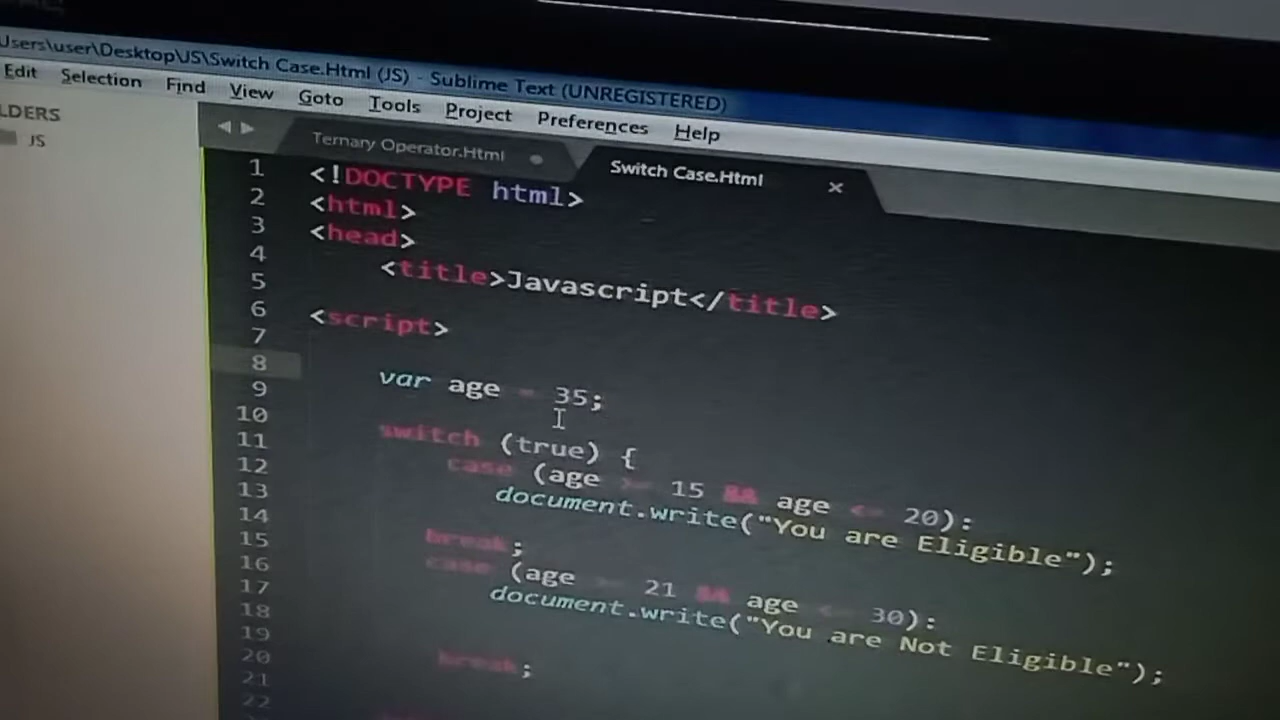 Users\user\Desktop\JS\Switch Case.Html (JS) - Sublime Text (UNREGISTERED)
Edit Selection Find View Goto Tools Project Preferences Help
LDERS
JS
Ternary Operator.Html
Switch Case.Html ×
1 <!DOCTYPE html>
2 <html>
3 <head>
4 <title>Javascript</title>
5
6 <script>
7
8 var age = 35;
9
10 switch (true) {
11 case (age >= 15 && age <= 20):
12 document.write("You are Eligible");
13
14 break;
15 case (age >= 21 && age <= 30):
16 document.write("You are Not Eligible");
17
18 break;
19
20
21
22